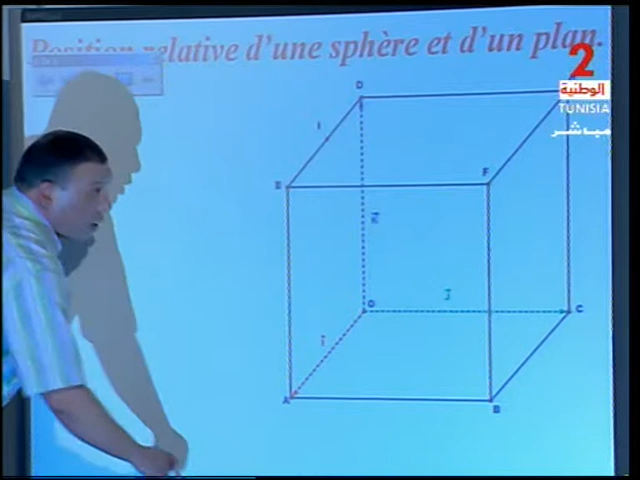 Position relative d'une sphère et d'un plan.
2
الوطنية
TUNISIA
مباشر
D
I
E
F
K
O
J
C
i
A
B